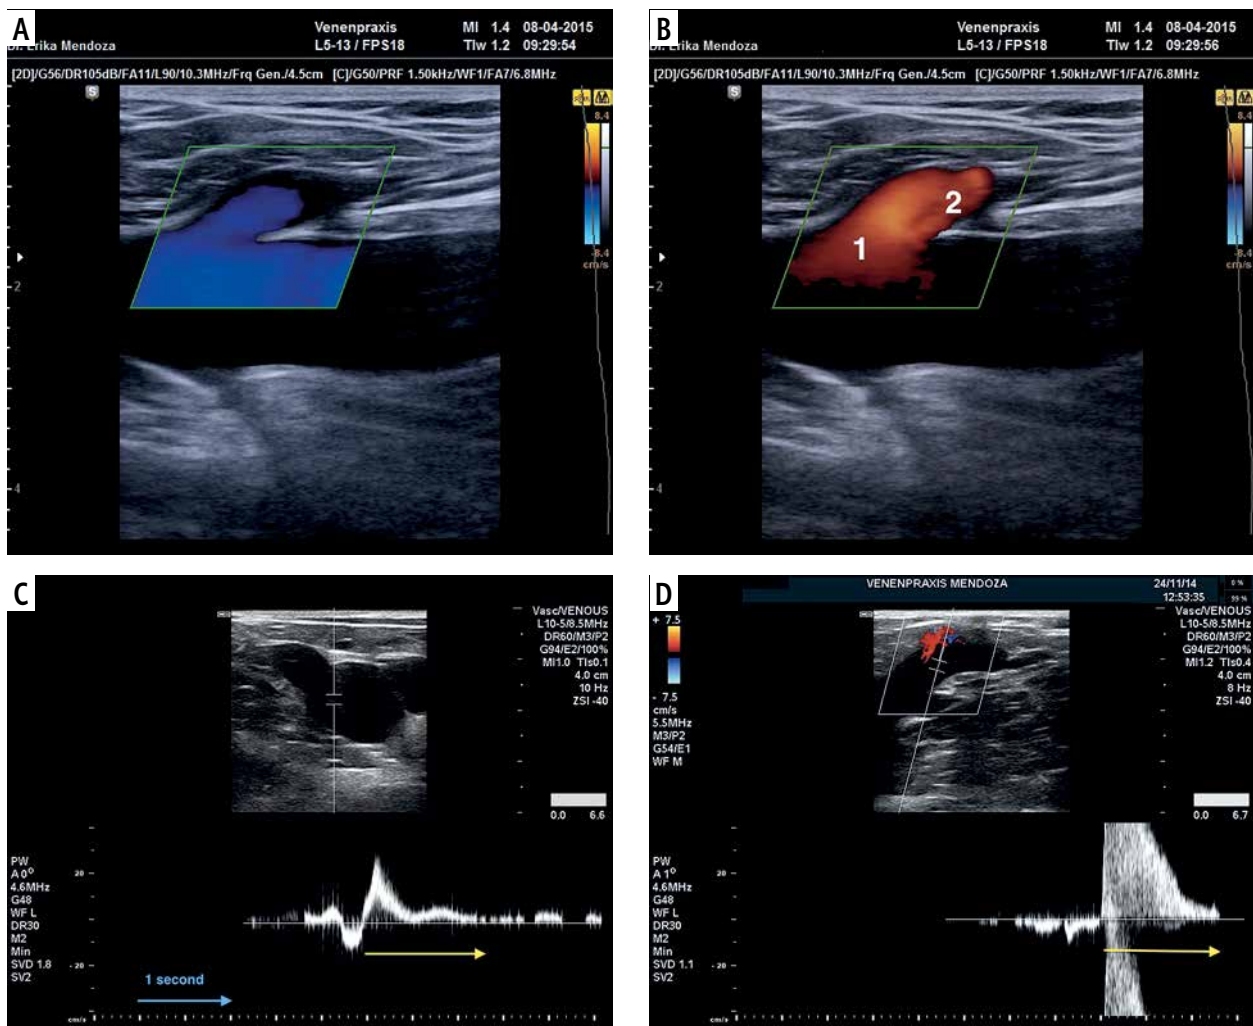 A
Venenpraxis MI 1.4 08-04-2015
Dr. Erika Mendoza L5-13 / FPS18 TIw 1.2 09:29:54
[2D]/G56/DR105dB/FA11/L90/10.3MHz/Frq Gen./4.5cm [C]/G50/PRF 1.50kHz/WF1/FA7/6.8MHz
S
8.4
-8.4
cm/s
2
4
B
Venenpraxis MI 1.4 08-04-2015
Dr. Erika Mendoza L5-13 / FPS18 TIw 1.2 09:29:56
[2D]/G56/DR105dB/FA11/L90/10.3MHz/Frq Gen./4.5cm [C]/G50/PRF 1.50kHz/WF1/FA7/6.8MHz
S
8.4
2
1
-8.4
cm/s
2
4
C
Vasc/VENOUS
L10-5/8.5MHz
DR60/M3/P2
G94/E2/100%
MI1.0 TIs0.1
4.0 cm
10 Hz
ZSI -40
0.0 6.6
PW
A 0°
4.6MHz
G48
WF L
DR30
M2
Min
SVD 1.8
SV2
20
- 20
1 second
cm/s
D
VENENPRAXIS MENDOZA 24/11/14
12:53:35
0 %
99 %
+ 7.5
- 7.5
cm/s
5.5MHz
M3/P2
G54/E1
WF M
Vasc/VENOUS
L10-5/8.5MHz
DR60/M3/P2
G94/E2/100%
MI1.2 TIs0.4
4.0 cm
8 Hz
ZSI -40
0.0 6.7
PW
A 1°
4.6MHz
G48
WF L
DR30
M2
Min
SVD 1.1
SV2
20
- 20
cm/s